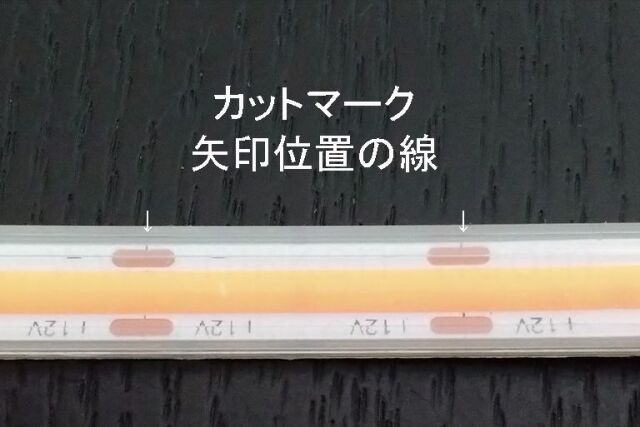 カットマーク
矢印位置の線
↓ ↓
12V 12V 12V 12V